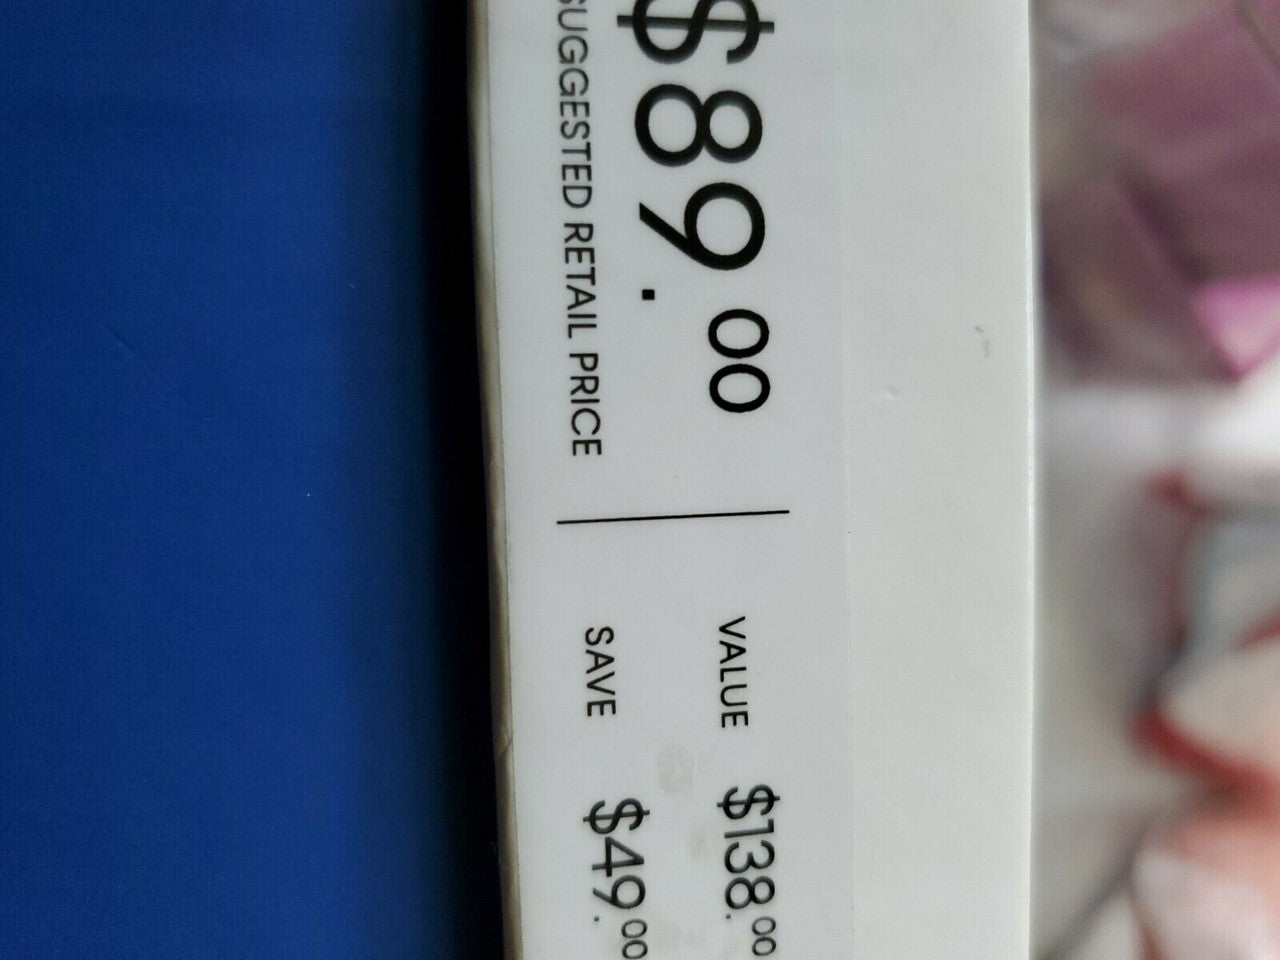 $89.00
SUGGESTED RETAIL PRICE
VALUE $138.00
SAVE $49.00